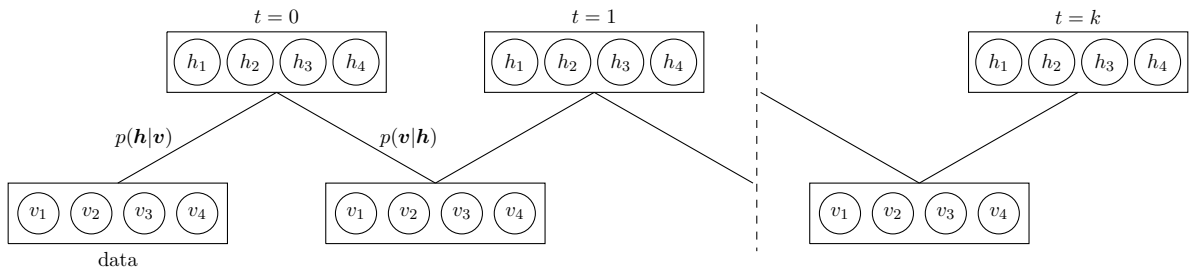 t = 0 t = 1 t = k
h₁ h₂ h₃ h₄ h₁ h₂ h₃ h₄ h₁ h₂ h₃ h₄
p(h|v) p(v|h)
v₁ v₂ v₃ v₄ v₁ v₂ v₃ v₄ v₁ v₂ v₃ v₄
data